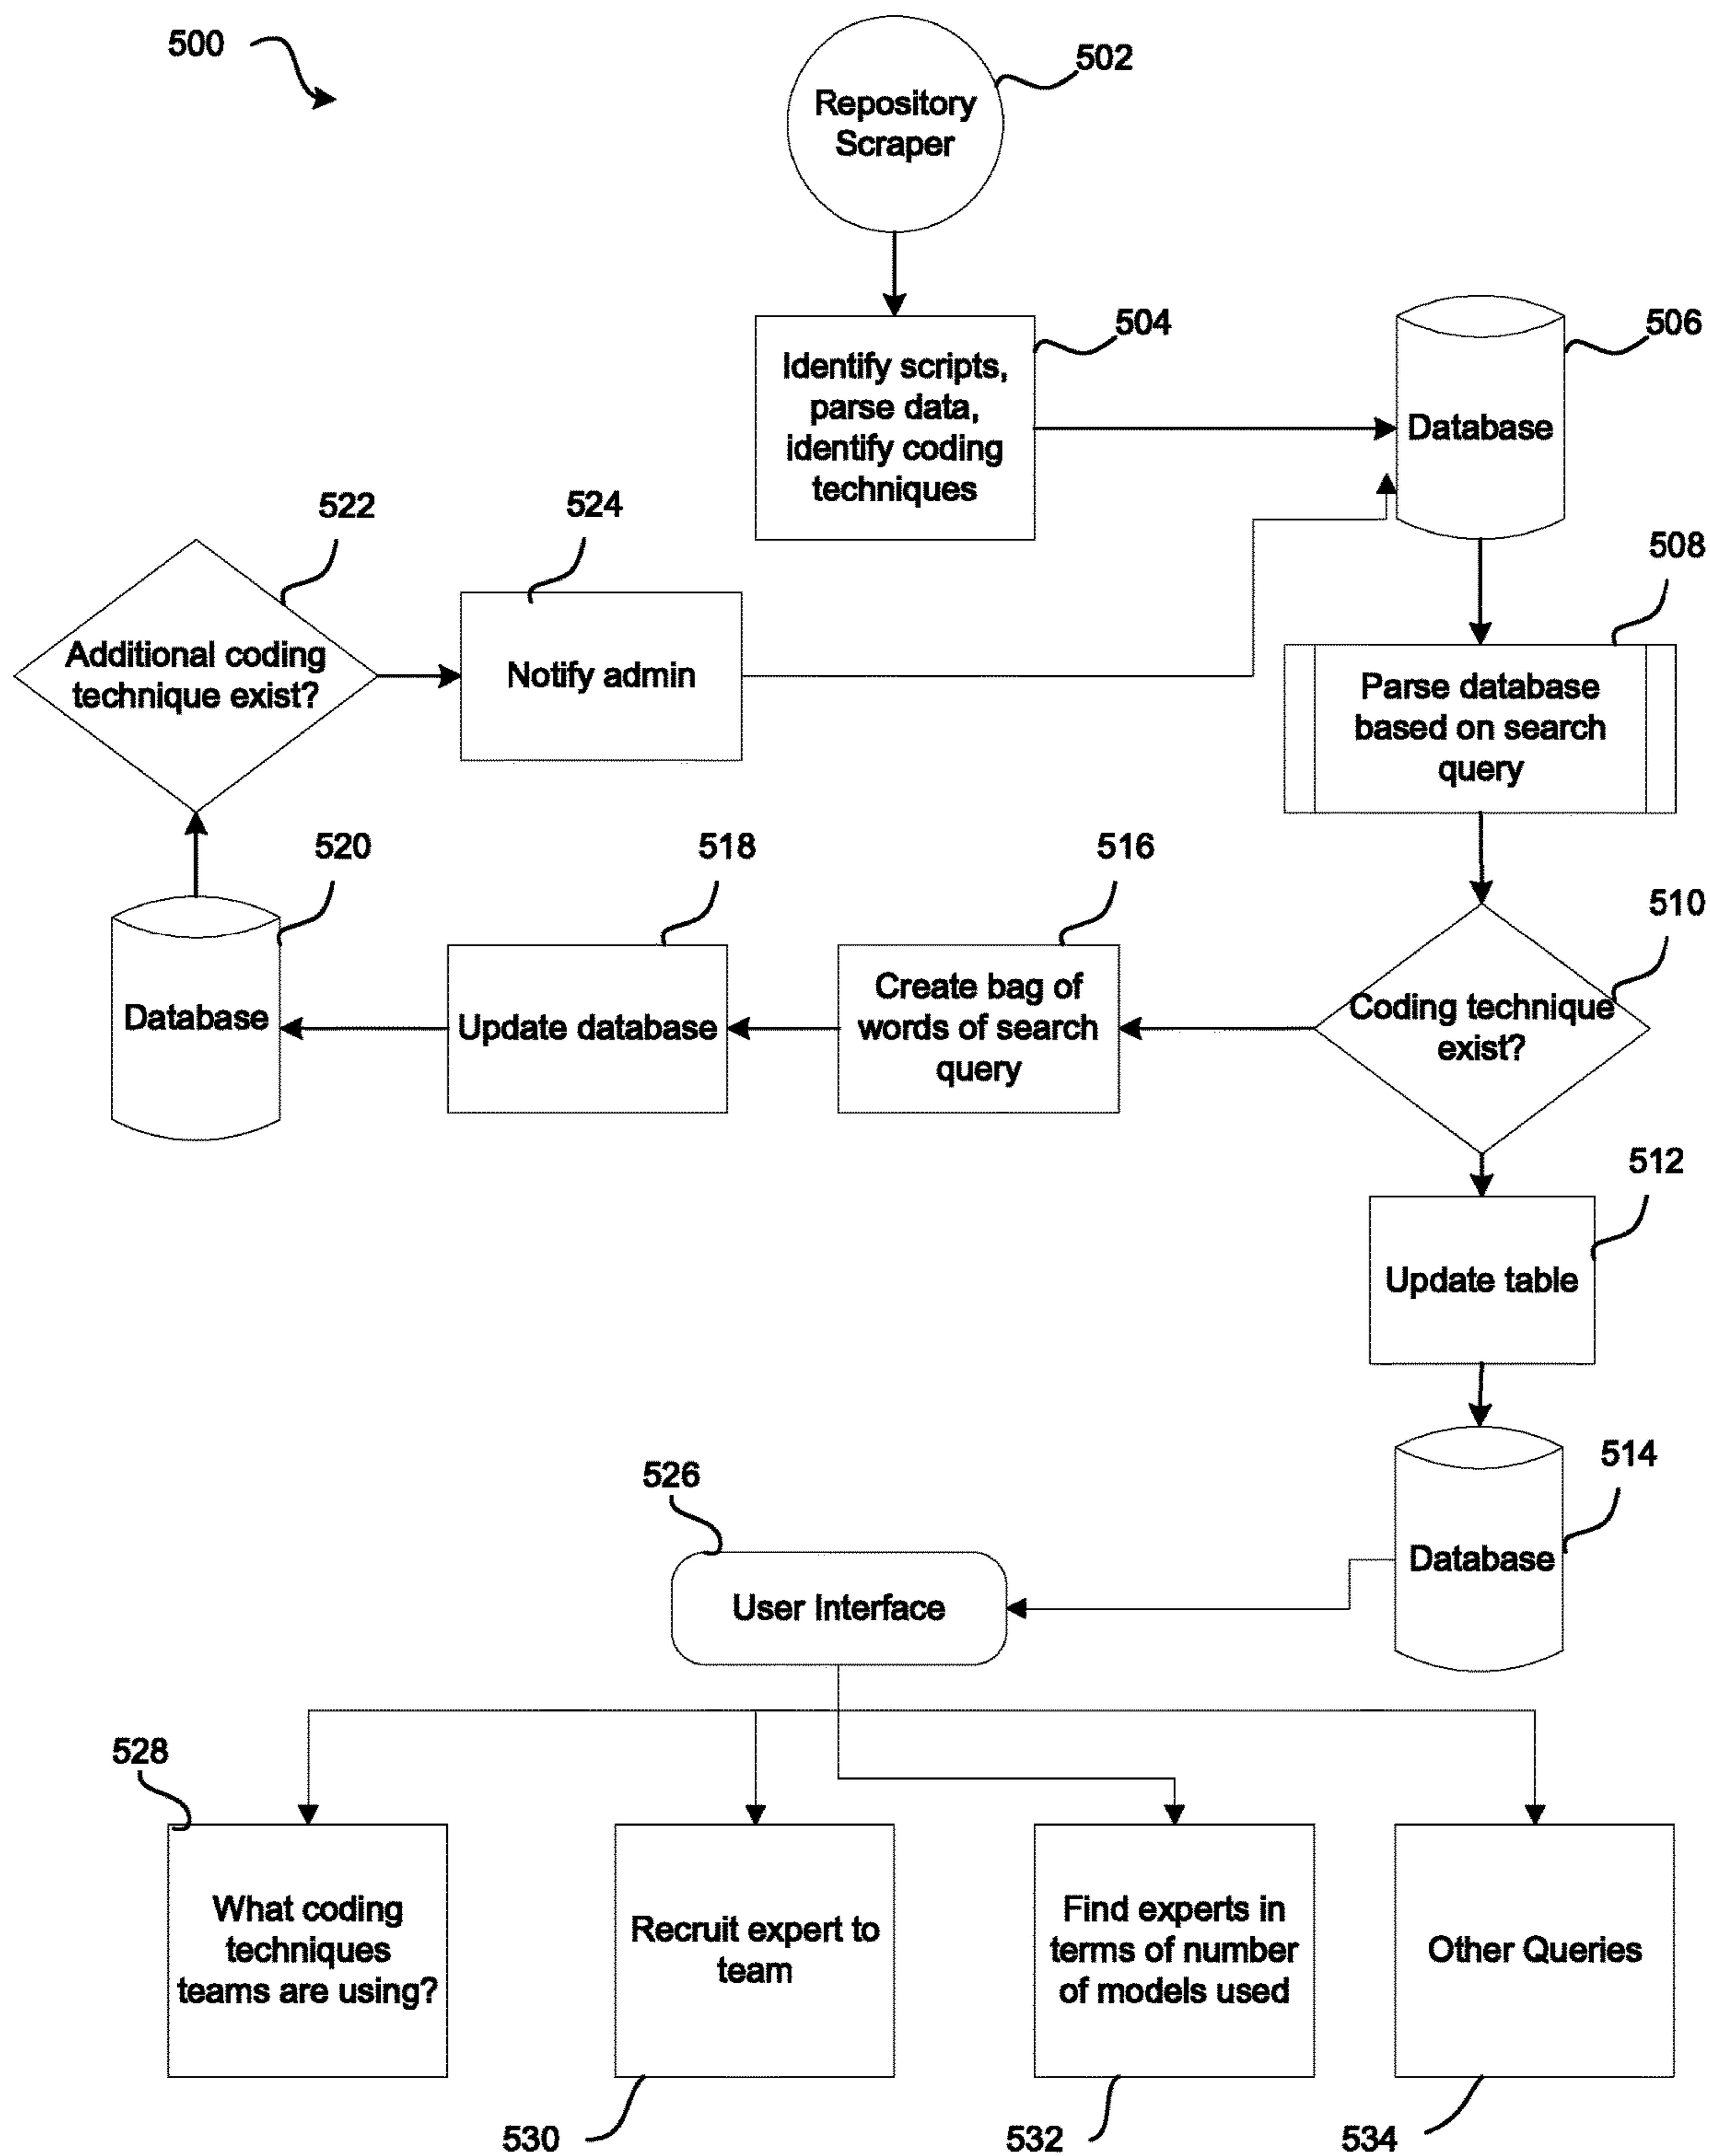 500
502
Repository
Scraper
504
506
Identify scripts,
parse data,
identify coding
techniques
Database
522
524
508
Additional coding
technique exist?
Notify admin
Parse database
based on search
query
520
518
516
510
Database
Update database
Create bag of
words of search
query
Coding technique
exist?
512
Update table
526
514
User Interface
Database
528
What coding
techniques
teams are using?
Recruit expert to
team
Find experts in
terms of number
of models used
Other Queries
530
532
534